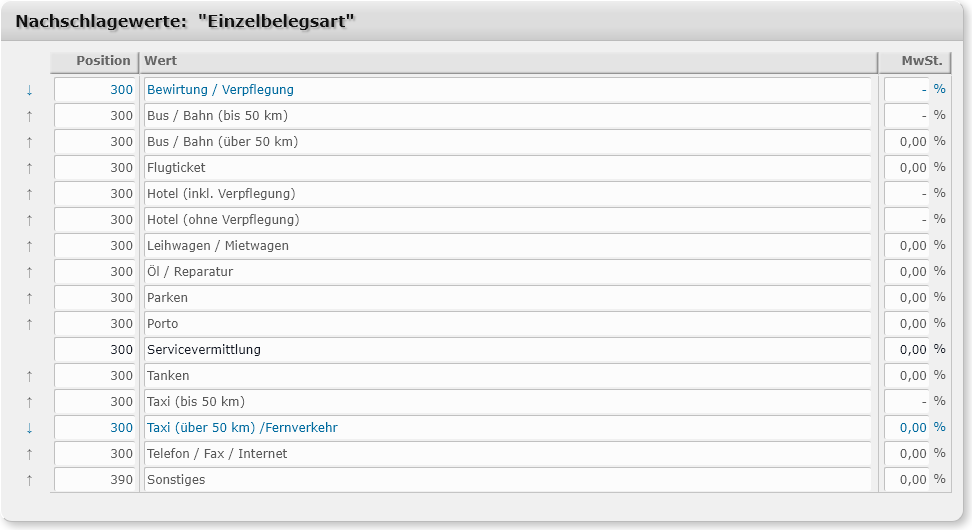 Nachschlagewerte: "Einzelbelegsart"
Position Wert MwSt.
↓ 300 Bewirtung / Verpflegung - %
↑ 300 Bus / Bahn (bis 50 km) - %
↑ 300 Bus / Bahn (über 50 km) 0,00 %
↑ 300 Flugticket 0,00 %
↑ 300 Hotel (inkl. Verpflegung) - %
↑ 300 Hotel (ohne Verpflegung) - %
↑ 300 Leihwagen / Mietwagen 0,00 %
↑ 300 Öl / Reparatur 0,00 %
↑ 300 Parken 0,00 %
↑ 300 Porto 0,00 %
300 Servicevermittlung 0,00 %
↑ 300 Tanken 0,00 %
↑ 300 Taxi (bis 50 km) - %
↓ 300 Taxi (über 50 km) /Fernverkehr 0,00 %
↑ 300 Telefon / Fax / Internet 0,00 %
↑ 390 Sonstiges 0,00 %